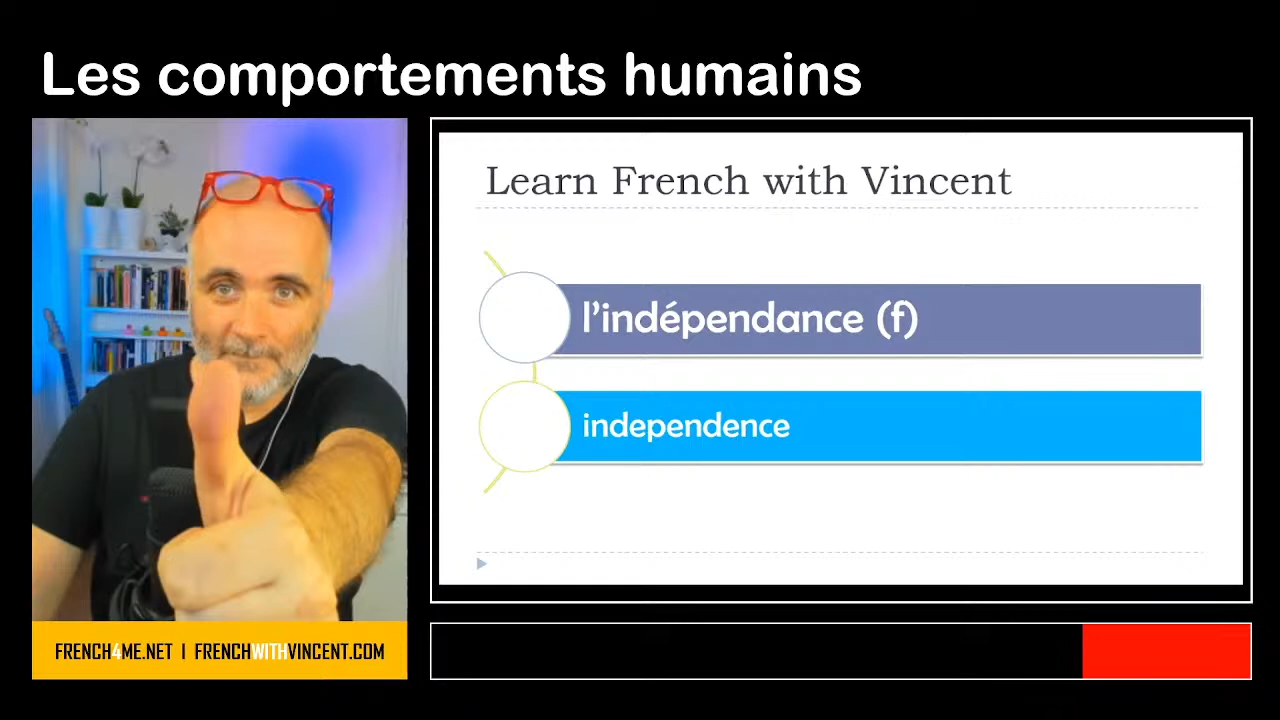 Les comportements humains
Learn French with Vincent
l’indépendance (f)
independence
FRENCH4ME.NET I FRENCHWITHVINCENT.COM